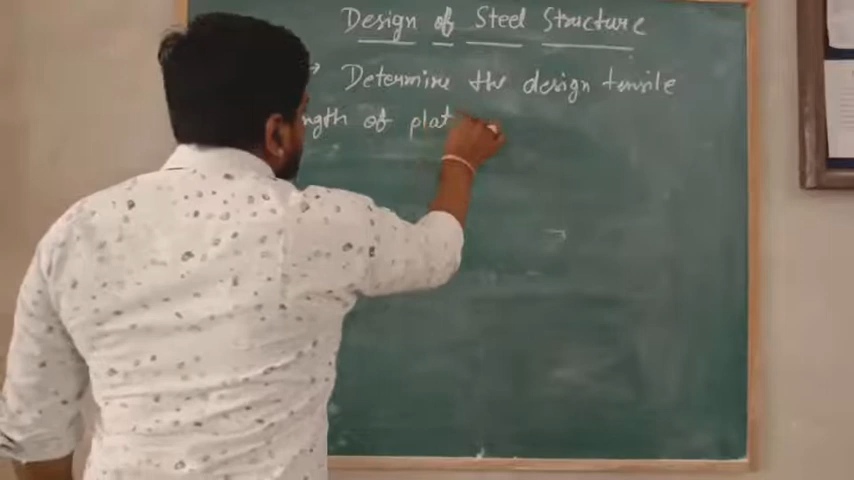 Design of Steel Structure
→ Determine the design tensile
ngth of plat